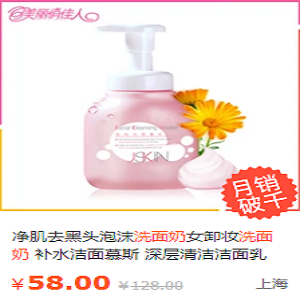 美丽俏佳人
Facial Cleansing
JSKIN
月销
破千
净肌去黑头泡沫洗面奶女卸妆洗面
奶 补水洁面慕斯 深层清洁洁面乳
¥58.00 ¥128.00 上海